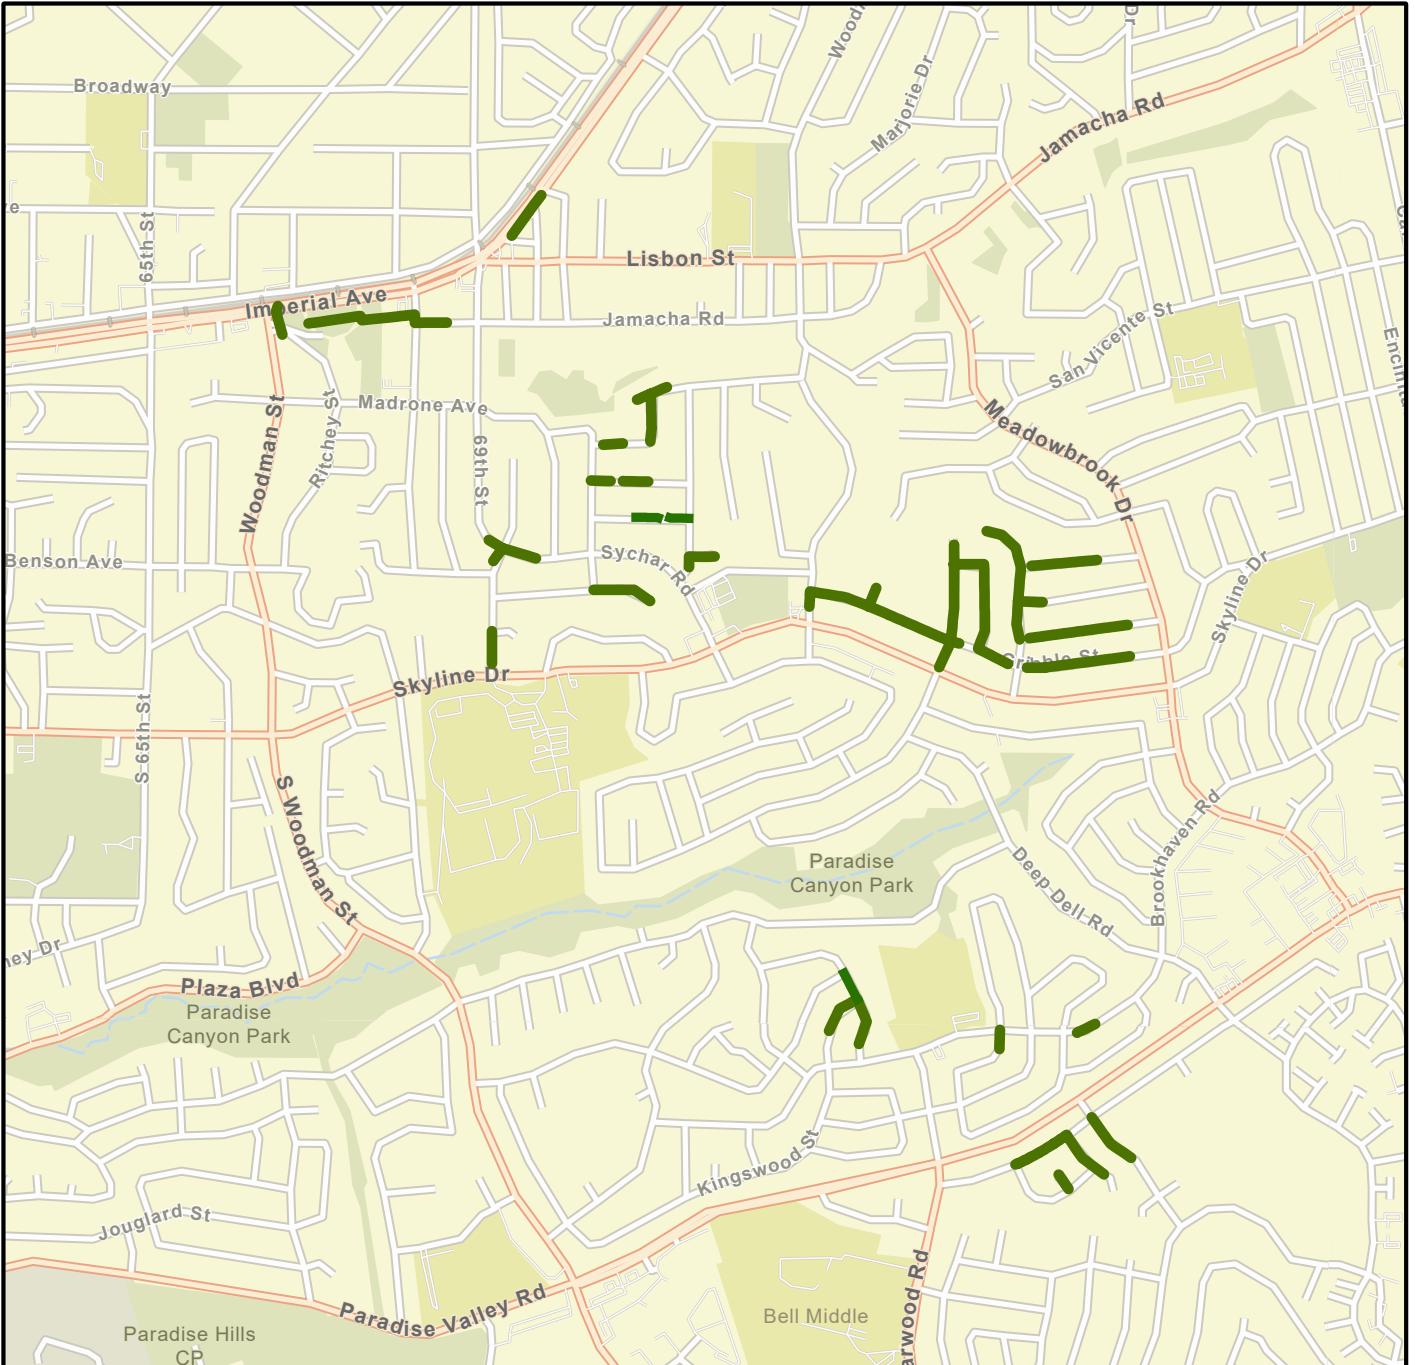 Broadway
Marjorie Dr
Jamacha Rd
65th St
Lisbon St
Imperial Ave
Jamacha Rd
San Vicente St
Madrone Ave
Ritchey St
Woodman St
69th St
Meadowbrook Dr
Benson Ave
Sychar Rd
Skyline Dr
Gribble St
Skyline Dr
S 65th St
S Woodman St
Brookhaven Rd
Paradise
Canyon Park
Deep Dell Rd
Plaza Blvd
Paradise
Canyon Park
Kingswood St
Jouglard St
Paradise Valley Rd
Bell Middle
Paradise Hills
CP